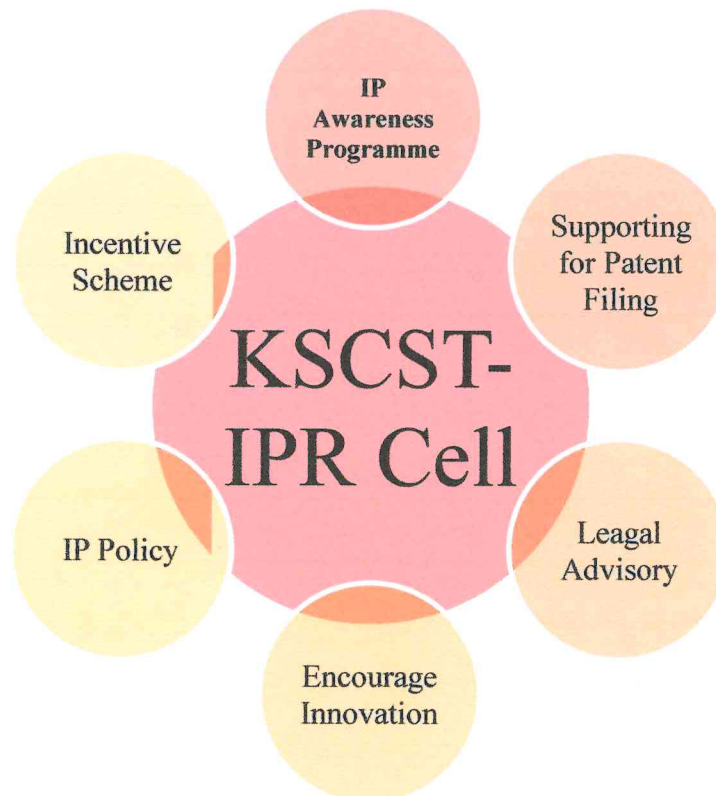 IP
Awareness
Programme
Supporting
for Patent
Filing
Leagal
Advisory
Encourage
Innovation
IP Policy
Incentive
Scheme
KSCST-
IPR Cell